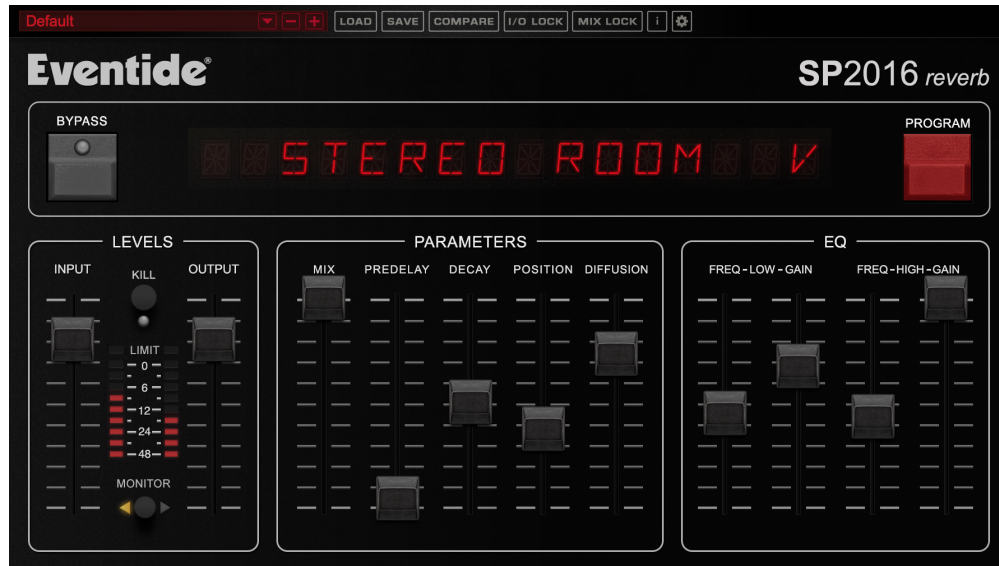 Default LOAD SAVE COMPARE I/O LOCK MIX LOCK i
Eventide® SP2016 reverb
BYPASS PROGRAM
STEREO ROOM V
LEVELS PARAMETERS EQ
INPUT KILL OUTPUT MIX PREDELAY DECAY POSITION DIFFUSION FREQ - LOW - GAIN FREQ - HIGH - GAIN
LIMIT
0
6
12
24
48
MONITOR